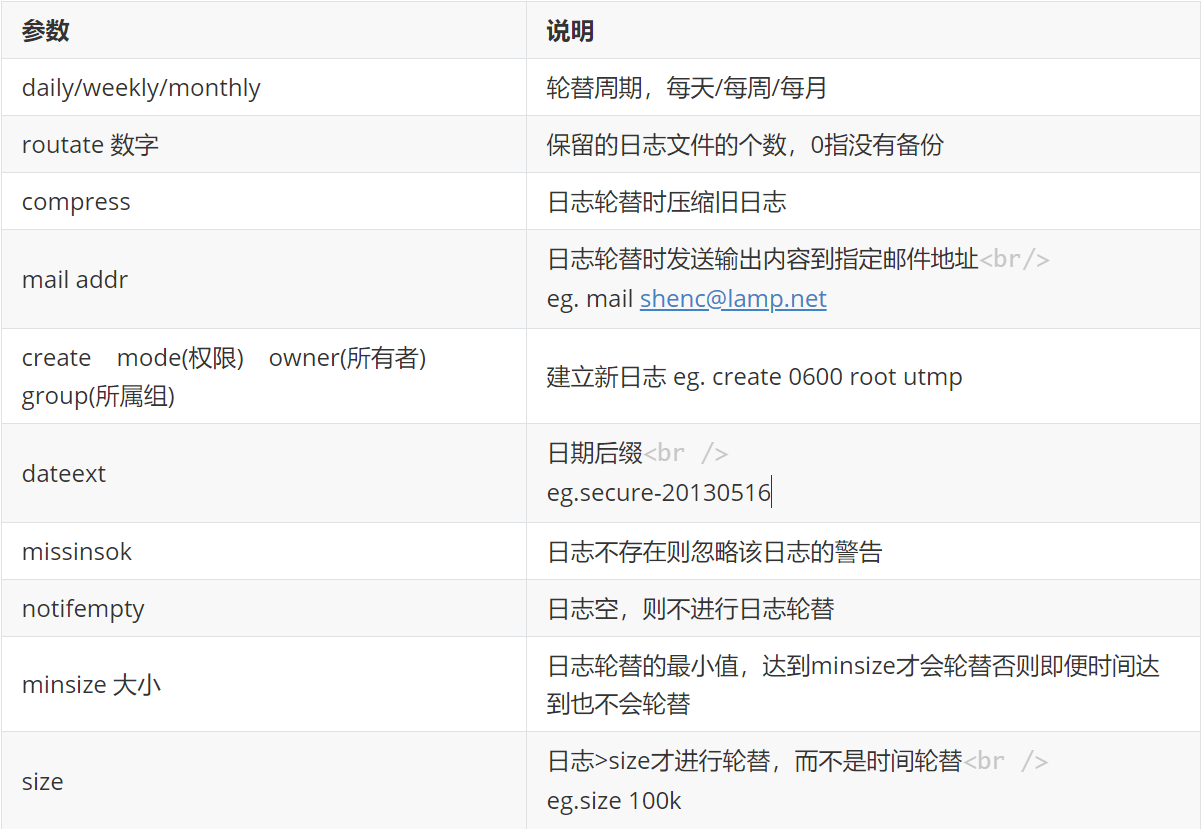 参数 说明
daily/weekly/monthly 轮替周期，每天/每周/每月
routate 数字 保留的日志文件的个数，0指没有备份
compress 日志轮替时压缩旧日志
mail addr 日志轮替时发送输出内容到指定邮件地址<br/>
eg. mail shenc@lamp.net
create mode(权限) owner(所有者)
group(所属组) 建立新日志 eg. create 0600 root utmp
dateext 日期后缀<br />
eg.secure-20130516
missinsok 日志不存在则忽略该日志的警告
notifempty 日志空，则不进行日志轮替
minsize 大小 日志轮替的最小值，达到minsize才会轮替否则即便时间达
到也不会轮替
size 日志>size才进行轮替，而不是时间轮替<br />
eg.size 100k